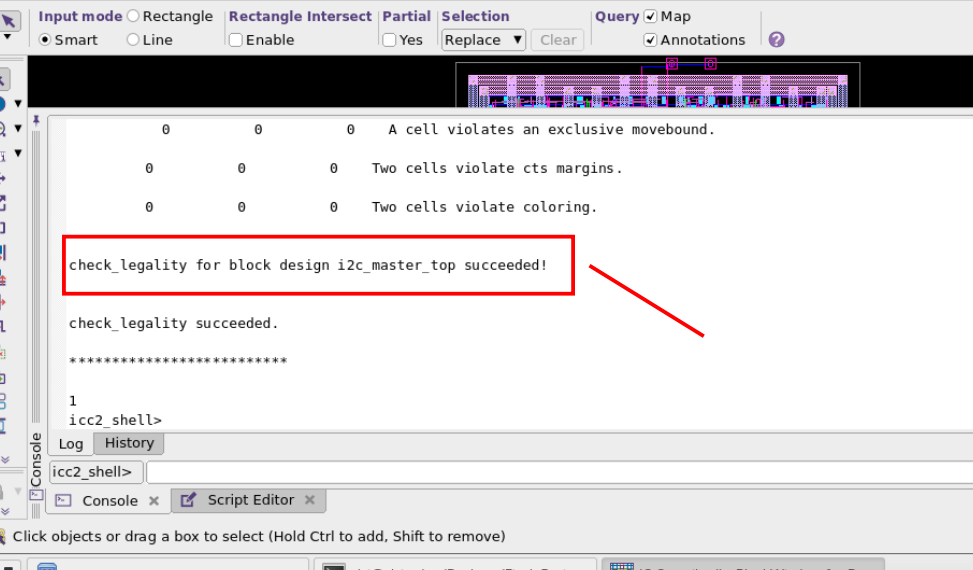 Input mode Rectangle Rectangle Intersect Partial Selection Query Map
Smart Line Enable Yes Replace Clear Annotations
0 0 0 A cell violates an exclusive movebound.
0 0 0 Two cells violate cts margins.
0 0 0 Two cells violate coloring.
check_legality for block design i2c_master_top succeeded!
check_legality succeeded.
**************************
1
icc2_shell>
Log History
Console
icc2_shell>
Console Script Editor
Click objects or drag a box to select (Hold Ctrl to add, Shift to remove)